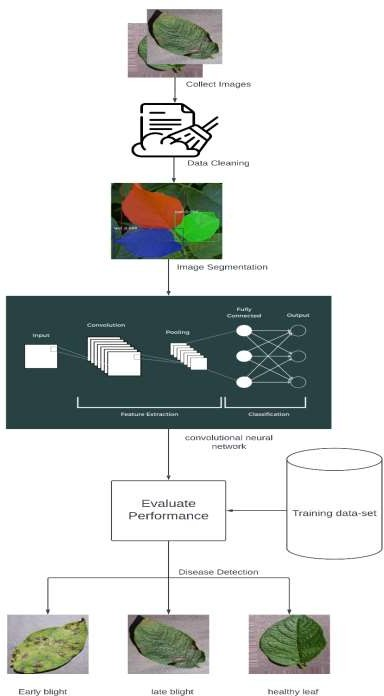 Collect Images
Data Cleaning
Image Segmentation
Input
Convolution
Pooling
Fully
Connected
Output
Feature Extraction
Classification
convolutional neural
network
Evaluate
Performance
Training data-set
Disease Detection
Early blight
late blight
healthy leaf